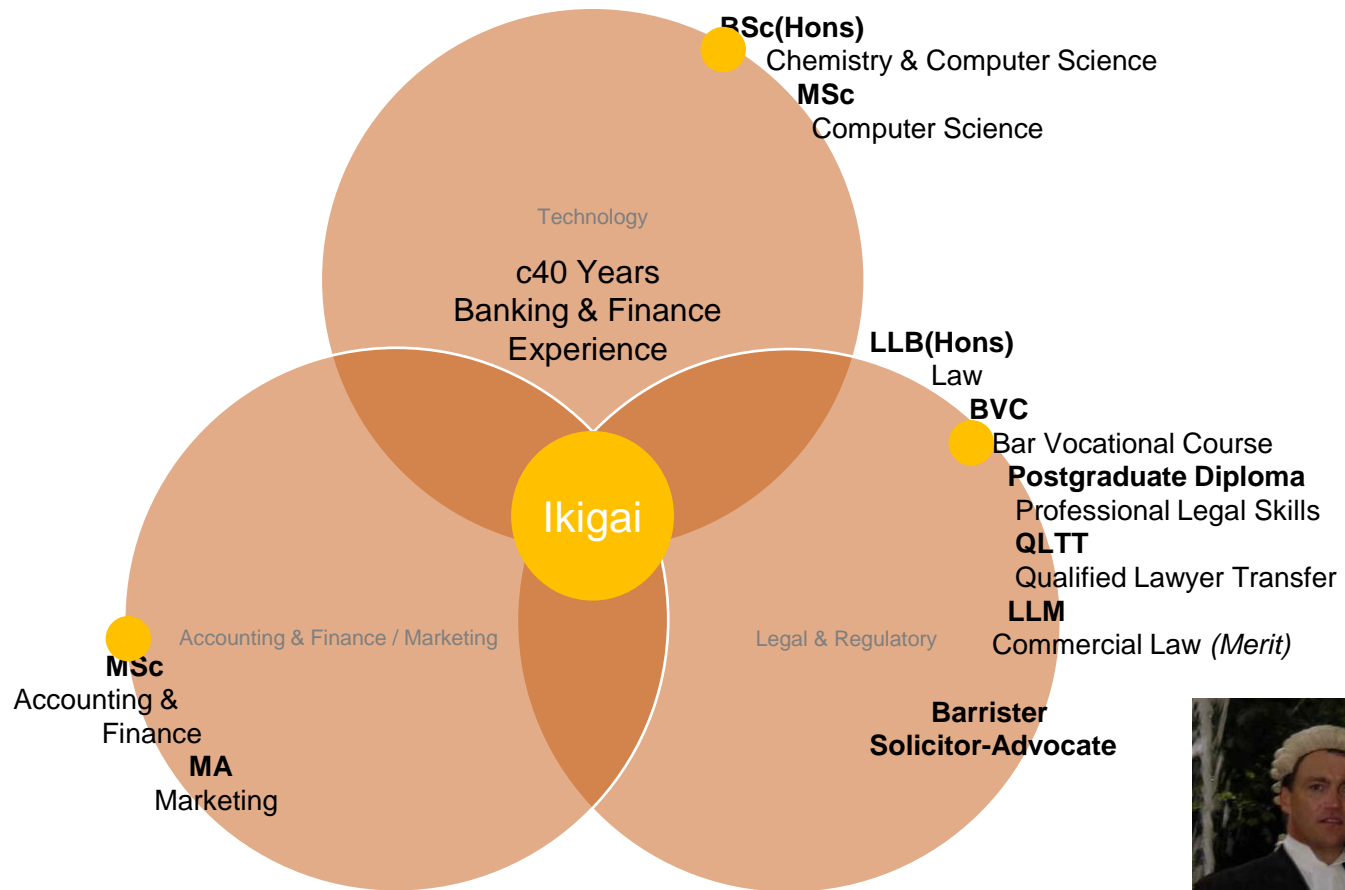 BSc(Hons)
Chemistry & Computer Science
MSc
Computer Science
Technology
c40 Years
Banking & Finance
Experience
LLB(Hons)
Law
BVC
Bar Vocational Course
Postgraduate Diploma
Professional Legal Skills
QLTT
Qualified Lawyer Transfer
LLM
Commercial Law (Merit)
Ikigai
Accounting & Finance / Marketing
Legal & Regulatory
MSc
Accounting &
Finance
MA
Marketing
Barrister
Solicitor-Advocate